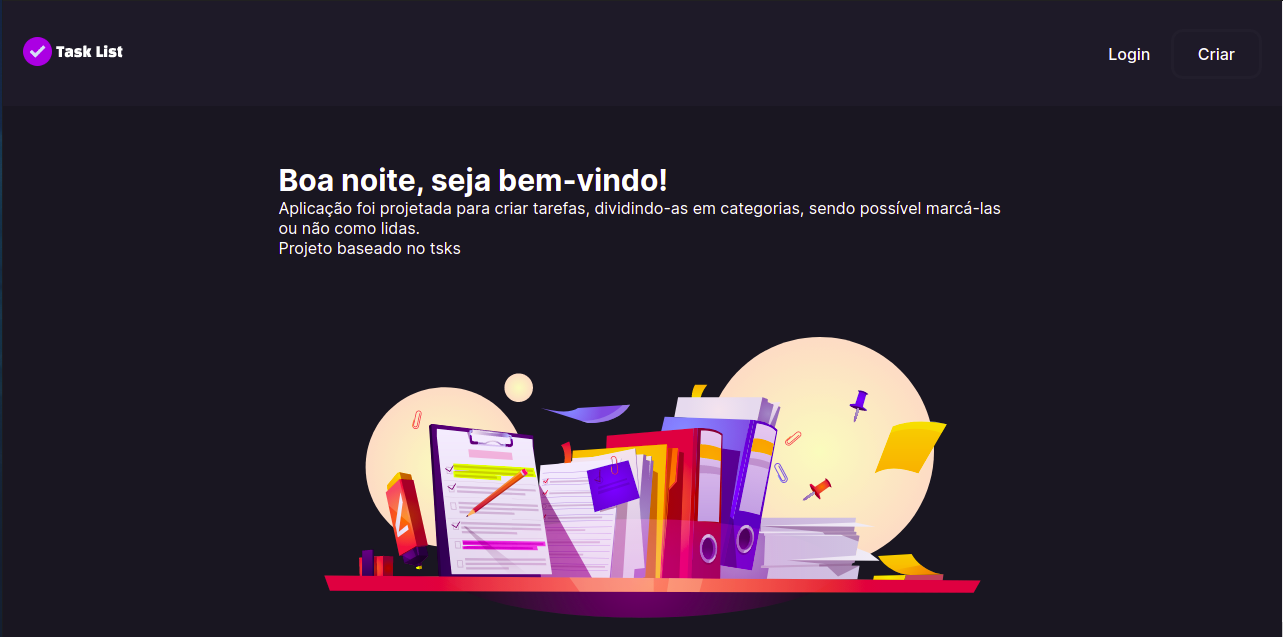 Task List
Login
Criar
Boa noite, seja bem-vindo!
Aplicação foi projetada para criar tarefas, dividindo-as em categorias, sendo possível marcá-las
ou não como lidas.
Projeto baseado no tsks